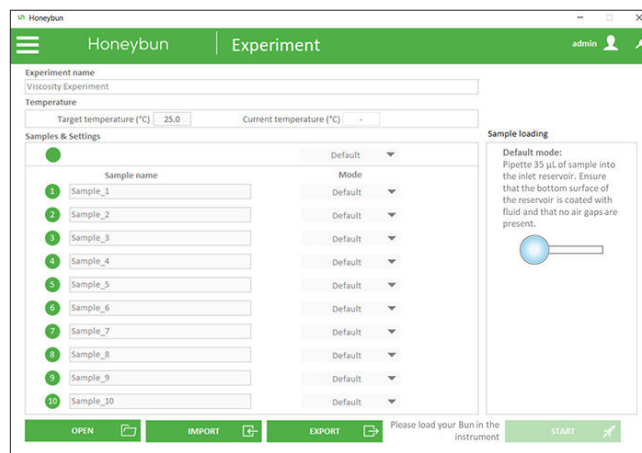 Honeybun
Honeybun Experiment admin
Experiment name
Viscosity Experiment
Temperature
Target temperature (°C) 25.0 Current temperature (°C) -
Samples & Settings
Default
Sample name Mode
1 Sample_1 Default
2 Sample_2 Default
3 Sample_3 Default
4 Sample_4 Default
5 Sample_5 Default
6 Sample_6 Default
7 Sample_7 Default
8 Sample_8 Default
9 Sample_9 Default
10 Sample_10 Default
Sample loading
Default mode:
Pipette 35 µL of sample into
the inlet reservoir. Ensure
that the bottom surface of
the reservoir is coated with
fluid and that no air gaps are
present.
OPEN IMPORT EXPORT
Please load your Bun in the
instrument
START